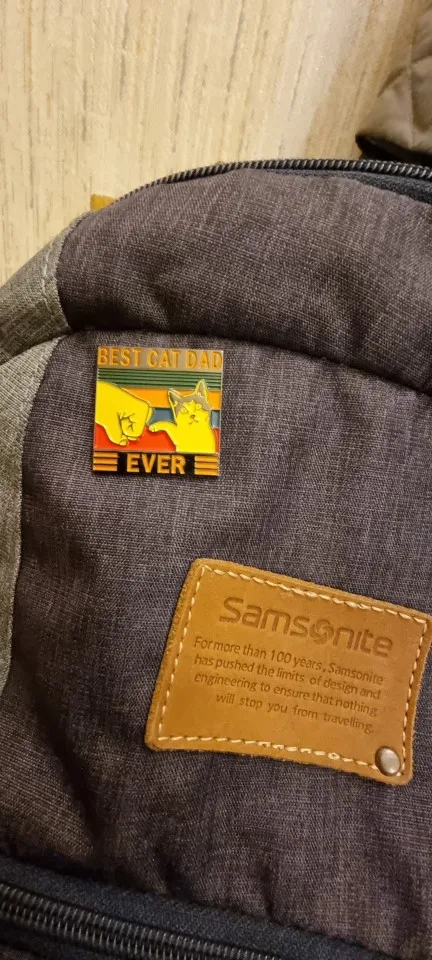 BEST CAT DAD
EVER
Samsonite
For more than 100 years, Samsonite
has pushed the limits of design and
engineering to ensure that nothing
will stop you from travelling.